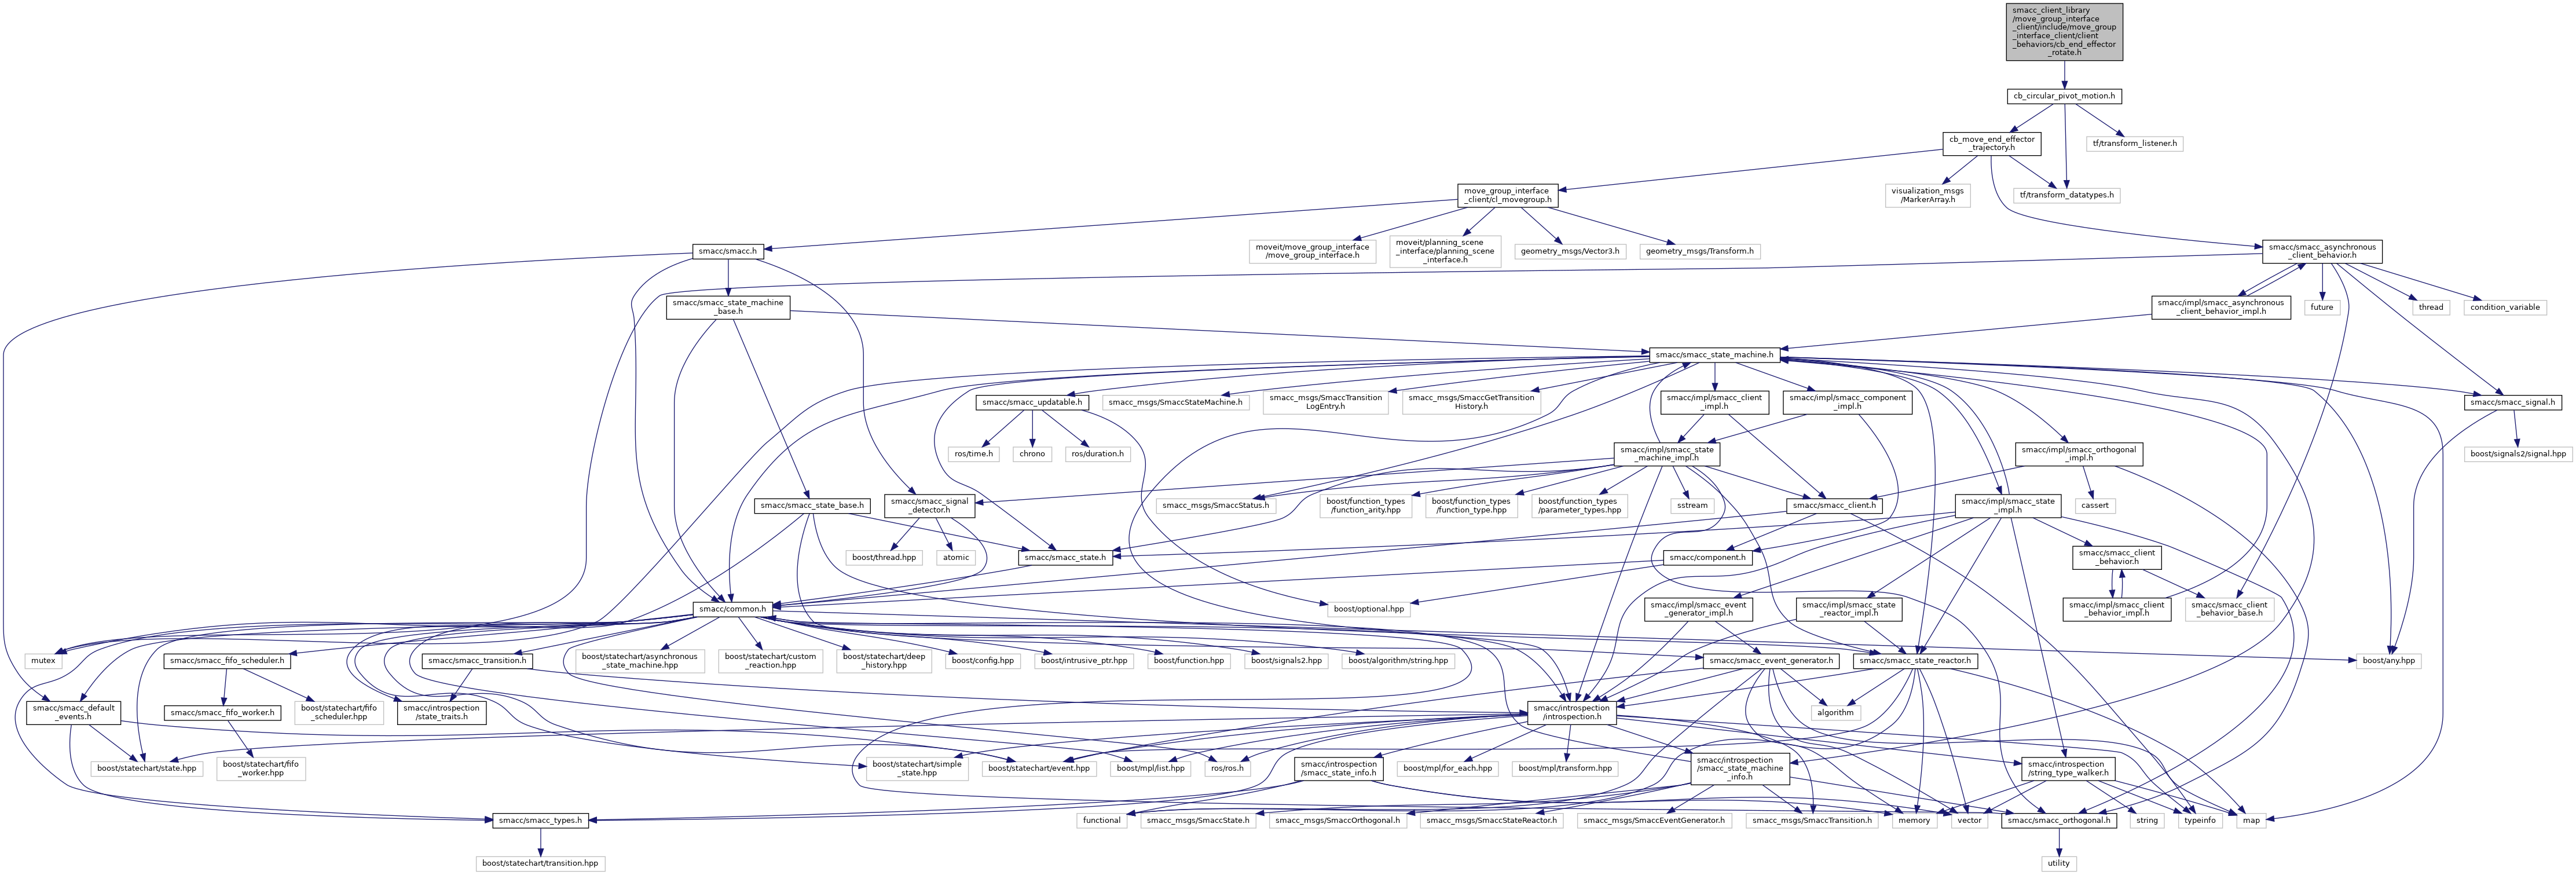 smacc_client_library
/move_group_interface
_client/include/move_group
_interface_client/client
_behaviors/cb_end_effector
_rotate.h
cb_circular_pivot_motion.h
cb_move_end_effector
_trajectory.h
tf/transform_listener.h
move_group_interface
_client/cl_movegroup.h
visualization_msgs
/MarkerArray.h
tf/transform_datatypes.h
smacc/smacc.h
moveit/move_group_interface
/move_group_interface.h
moveit/planning_scene
_interface/planning_scene
_interface.h
geometry_msgs/Vector3.h
geometry_msgs/Transform.h
smacc/smacc_asynchronous
_client_behavior.h
smacc/smacc_state_machine
_base.h
smacc/impl/smacc_asynchronous
_client_behavior_impl.h
future
thread
condition_variable
smacc/smacc_state_machine.h
smacc/smacc_updatable.h
smacc_msgs/SmaccStateMachine.h
smacc_msgs/SmaccTransition
LogEntry.h
smacc_msgs/SmaccGetTransition
History.h
smacc/impl/smacc_client
_impl.h
smacc/impl/smacc_component
_impl.h
smacc/smacc_signal.h
ros/time.h
chrono
ros/duration.h
smacc/impl/smacc_state
_machine_impl.h
smacc/impl/smacc_orthogonal
_impl.h
boost/signals2/signal.hpp
smacc/smacc_state_base.h
smacc/smacc_signal
_detector.h
smacc_msgs/SmaccStatus.h
boost/function_types
/function_arity.hpp
boost/function_types
/function_type.hpp
boost/function_types
/parameter_types.hpp
sstream
smacc/smacc_client.h
smacc/impl/smacc_state
_impl.h
cassert
boost/thread.hpp
atomic
smacc/smacc_state.h
smacc/component.h
smacc/smacc_client
_behavior.h
smacc/common.h
boost/optional.hpp
smacc/impl/smacc_event
_generator_impl.h
smacc/impl/smacc_state
_reactor_impl.h
smacc/impl/smacc_client
_behavior_impl.h
smacc/smacc_client
_behavior_base.h
mutex
smacc/smacc_fifo_scheduler.h
smacc/smacc_transition.h
boost/statechart/asynchronous
_state_machine.hpp
boost/statechart/custom
_reaction.hpp
boost/statechart/deep
_history.hpp
boost/config.hpp
boost/intrusive_ptr.hpp
boost/function.hpp
boost/signals2.hpp
boost/algorithm/string.hpp
smacc/smacc_event_generator.h
smacc/smacc_state_reactor.h
boost/any.hpp
smacc/smacc_default
_events.h
smacc/smacc_fifo_worker.h
boost/statechart/fifo
_scheduler.hpp
smacc/introspection
/state_traits.h
smacc/introspection
/introspection.h
algorithm
boost/statechart/state.hpp
boost/statechart/fifo
_worker.hpp
boost/statechart/simple
_state.hpp
boost/statechart/event.hpp
boost/mpl/list.hpp
ros/ros.h
smacc/introspection
/smacc_state_info.h
boost/mpl/for_each.hpp
boost/mpl/transform.hpp
smacc/introspection
/smacc_state_machine
_info.h
smacc/introspection
/string_type_walker.h
smacc/smacc_types.h
functional
smacc_msgs/SmaccState.h
smacc_msgs/SmaccOrthogonal.h
smacc_msgs/SmaccStateReactor.h
smacc_msgs/SmaccEventGenerator.h
smacc_msgs/SmaccTransition.h
memory
vector
smacc/smacc_orthogonal.h
string
typeinfo
map
boost/statechart/transition.hpp
utility